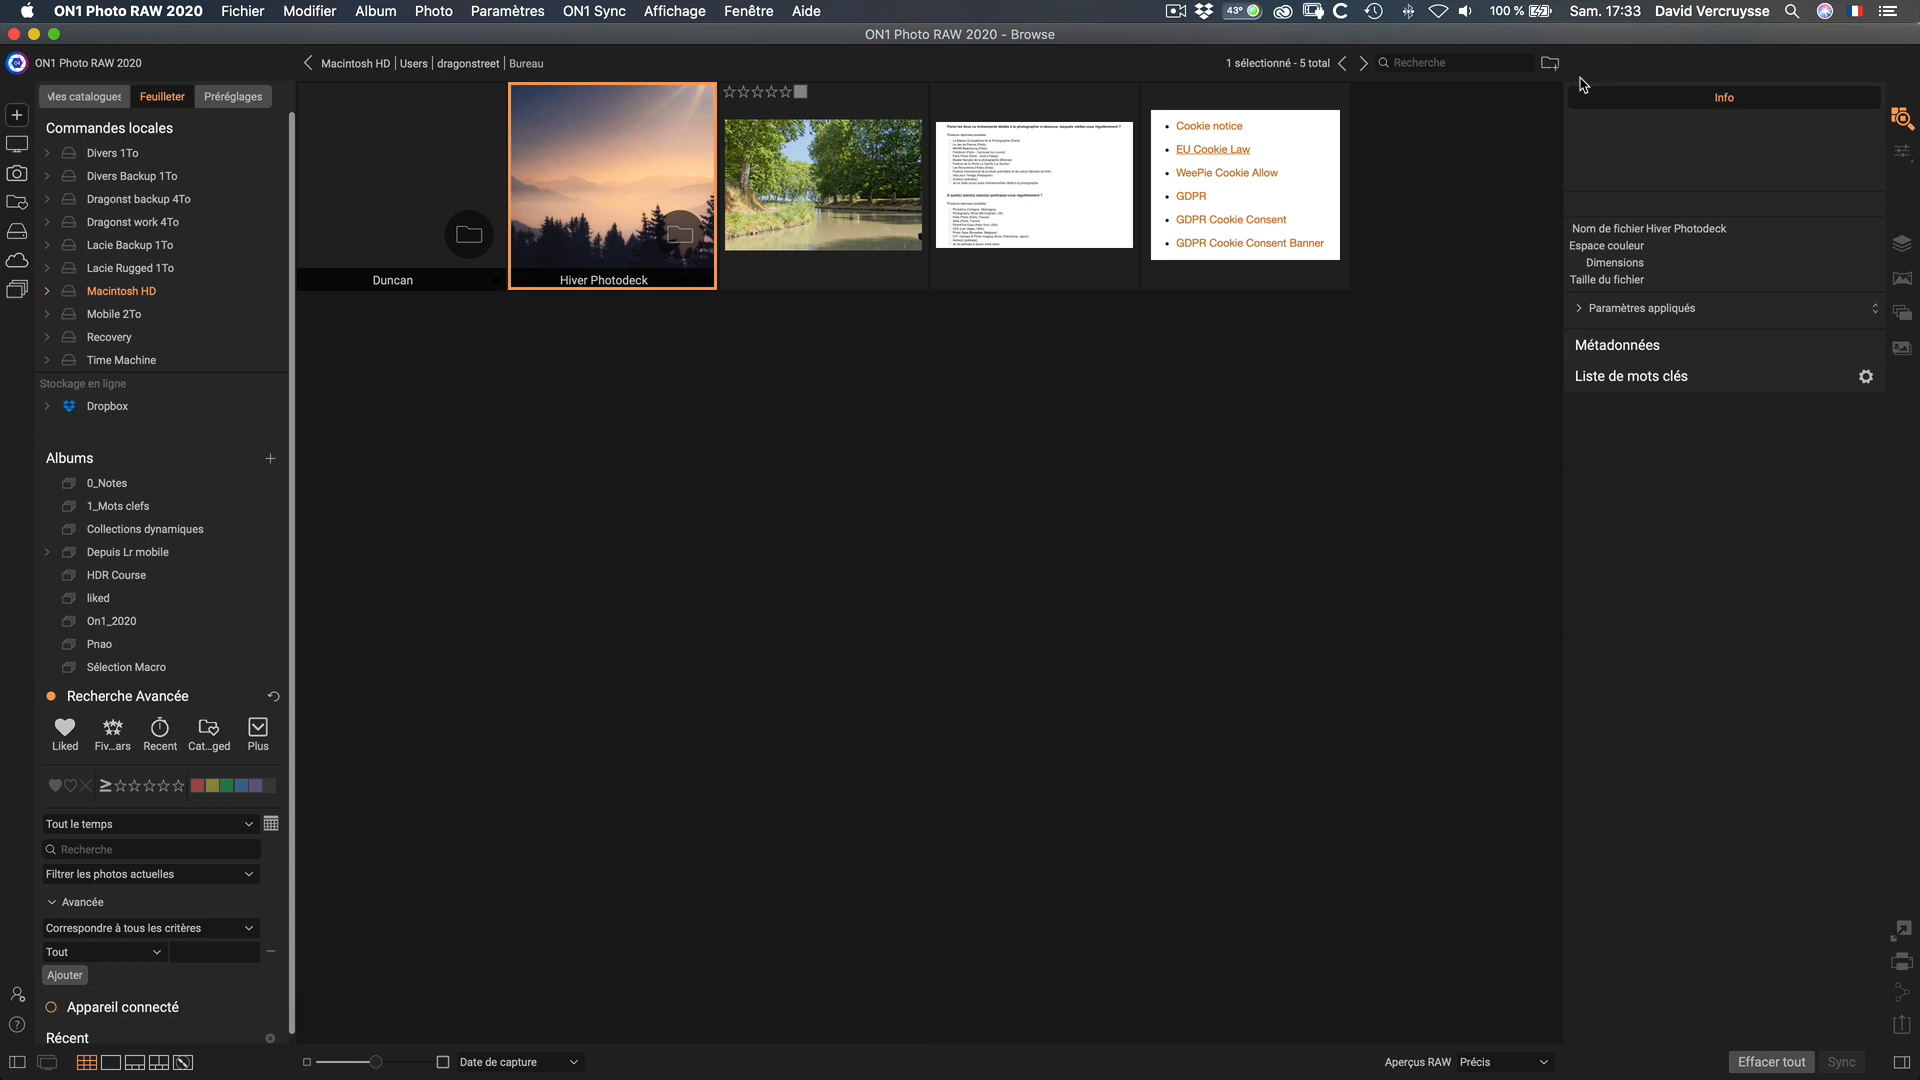 ON1 Photo RAW 2020 Fichier Modifier Album Photo Paramètres ON1 Sync Affichage Fenêtre Aide 43° 100 % Sam. 17:33 David Vercruysse
ON1 Photo RAW 2020 - Browse
ON1 Photo RAW 2020
Macintosh HD | Users | dragonstreet | Bureau
1 sélectionné - 5 total
Recherche
Mes catalogues Feuilleter Préréglages
Commandes locales
Divers 1To
Divers Backup 1To
Dragonst backup 4To
Dragonst work 4To
Lacie Backup 1To
Lacie Rugged 1To
Macintosh HD
Mobile 2To
Recovery
Time Machine
Stockage en ligne
Dropbox
Albums
0_Notes
1_Mots clefs
Collections dynamiques
Depuis Lr mobile
HDR Course
liked
On1_2020
Pnao
Sélection Macro
Recherche Avancée
Liked Fiv...ars Recent Cat...ged Plus
Tout le temps
Recherche
Filtrer les photos actuelles
Avancée
Correspondre à tous les critères
Tout
Ajouter
Appareil connecté
Récent
Duncan
Hiver Photodeck
Cookie notice
EU Cookie Law
WeePie Cookie Allow
GDPR
GDPR Cookie Consent
GDPR Cookie Consent Banner
Info
Nom de fichier Hiver Photodeck
Espace couleur
Dimensions
Taille du fichier
Paramètres appliqués
Métadonnées
Liste de mots clés
Date de capture
Aperçus RAW Précis
Effacer tout Sync